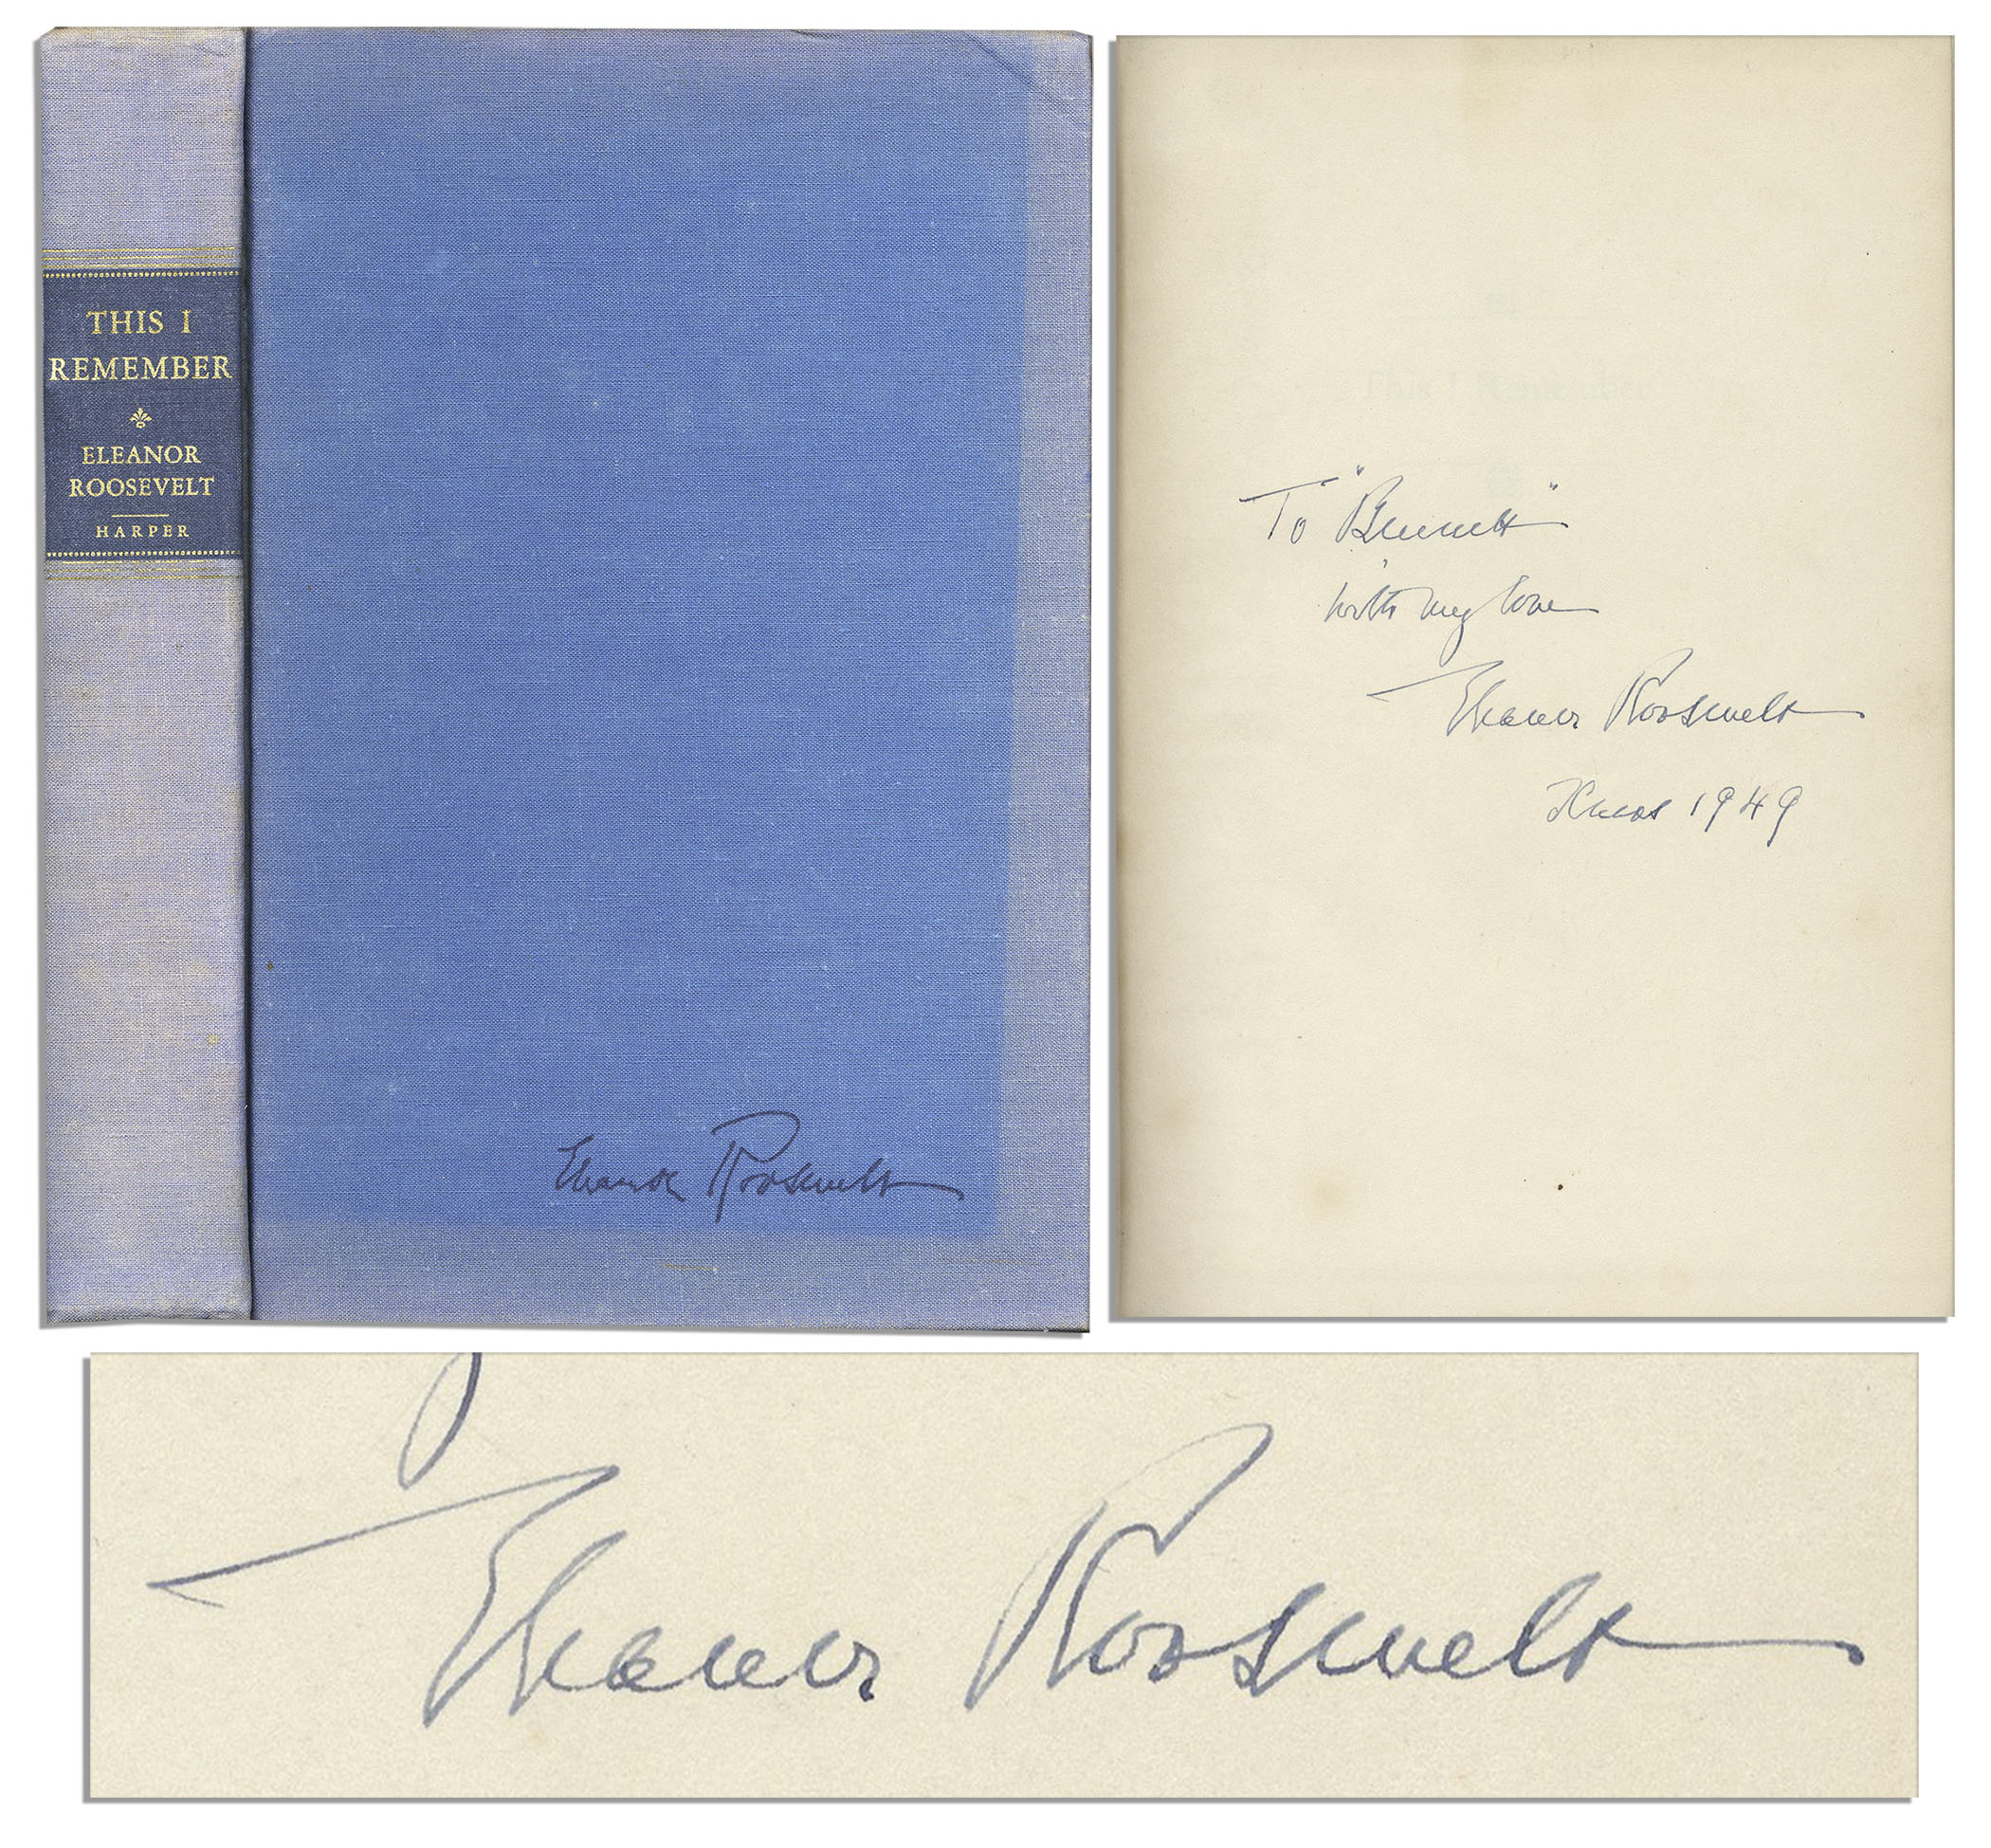 THIS I
REMEMBER
ELEANOR
ROOSEVELT
HARPER
Eleanor Roosevelt
This I Remember
To "Bennett"
with my love
Eleanor Roosevelt
Xmas 1949
Eleanor Roosevelt